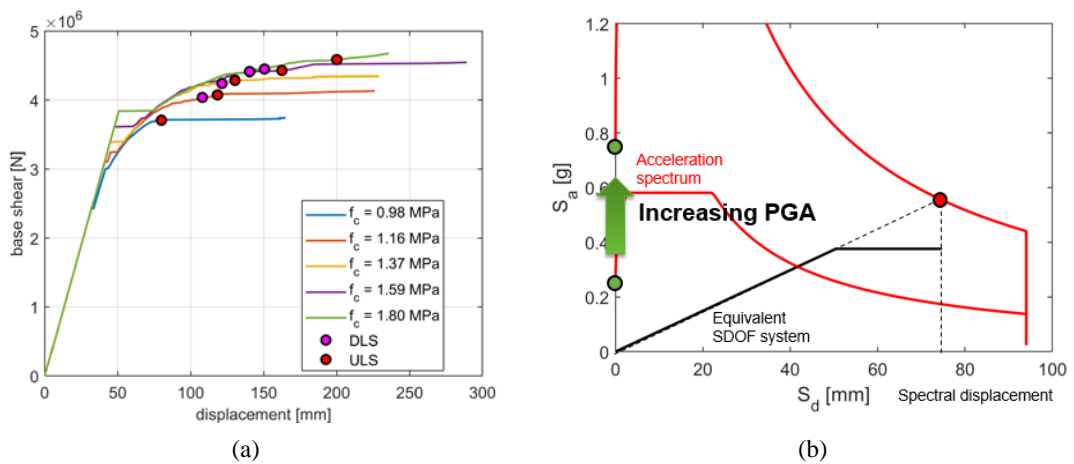 ×10⁶
5
4
3
2
1
0
base shear [N]
0 50 100 150 200 250 300
displacement [mm]
f_c = 0.98 MPa
f_c = 1.16 MPa
f_c = 1.37 MPa
f_c = 1.59 MPa
f_c = 1.80 MPa
DLS
ULS
(a)
1.2
1
0.8
0.6
0.4
0.2
0
S_a [g]
Acceleration
spectrum
Increasing PGA
Equivalent
SDOF system
0 20 40 60 80 100
S_d [mm]
Spectral displacement
(b)